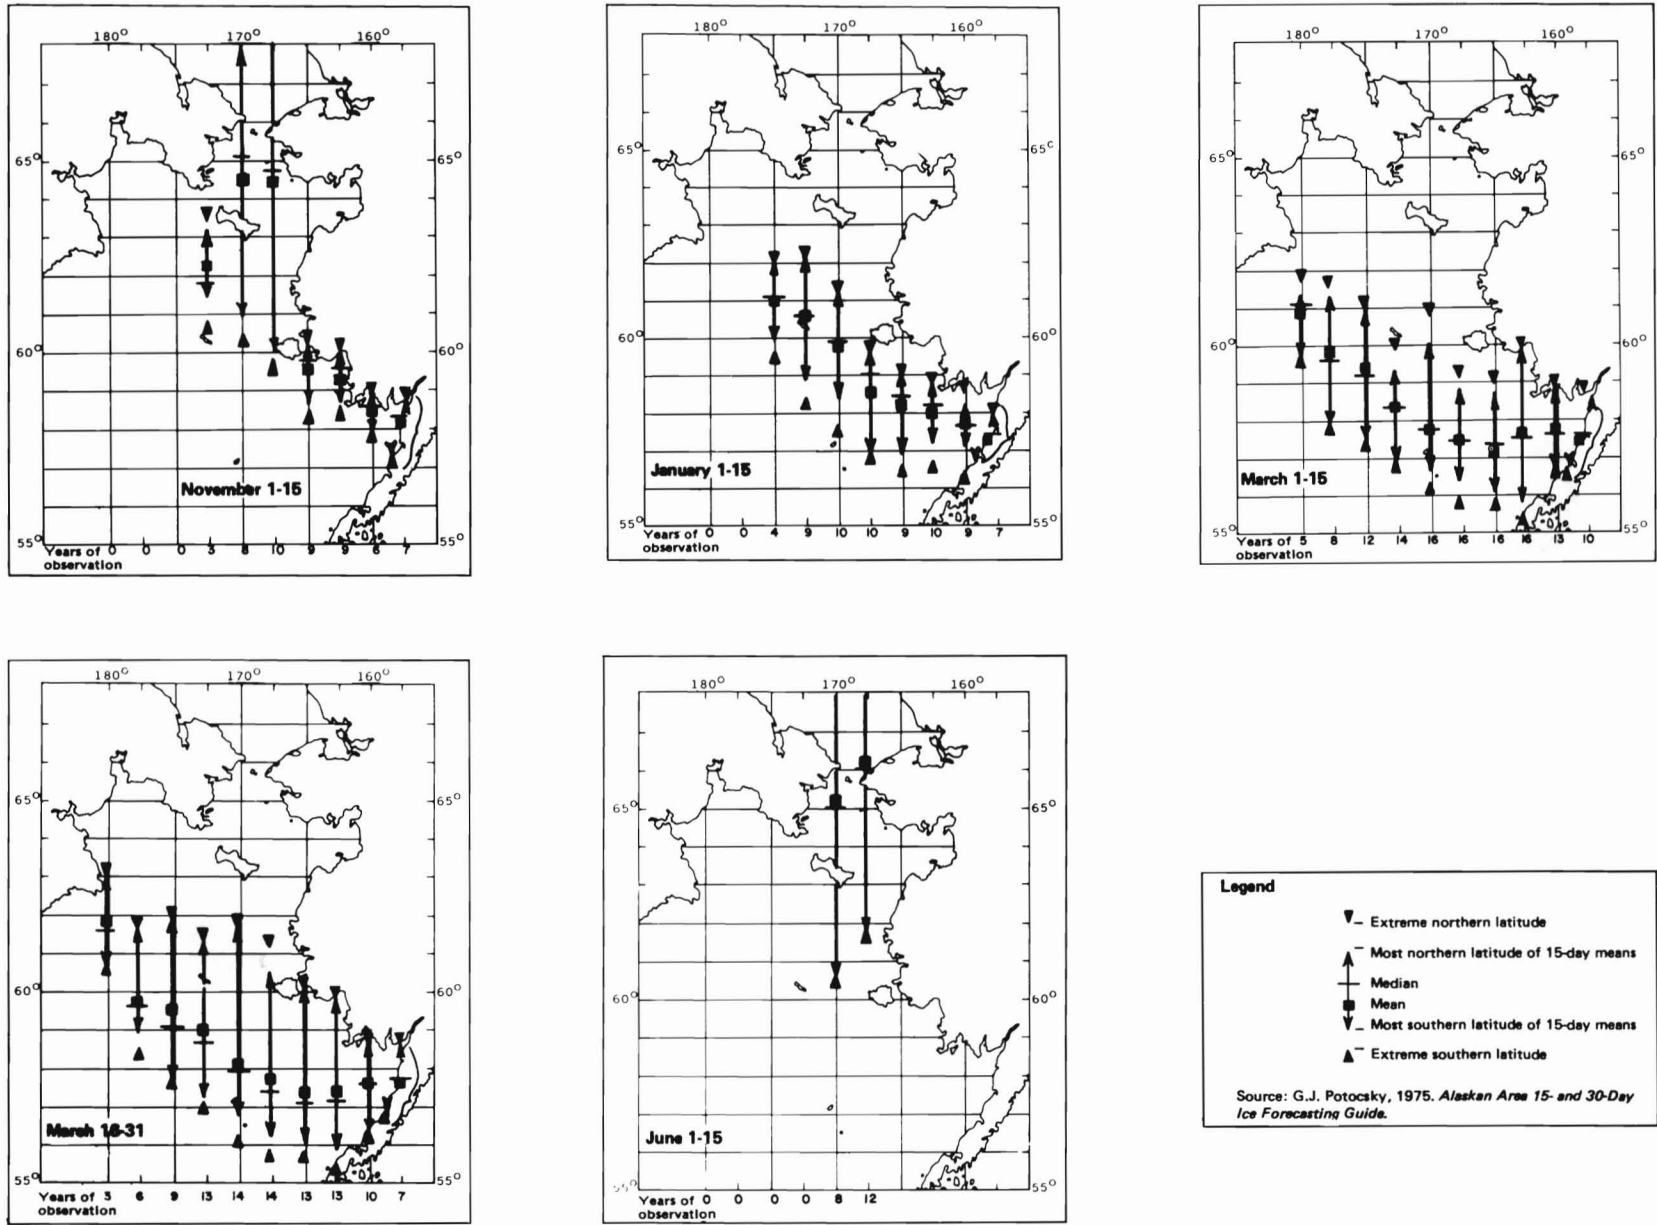 180° 170° 160°
65° 65°
60° 60°
November 1-15
55° 55°
Years of 0 0 0 3 8 10 9 9 6 7
observation
180° 170° 160°
65° 65°
60° 60°
January 1-15
55° 55°
Years of 0 0 4 9 10 10 9 10 9 7
observation
180° 170° 160°
65° 65°
60° 60°
March 1-15
55° 55°
Years of 5 8 12 14 16 16 16 16 13 10
observation
180° 170° 160°
65° 65°
60° 60°
March 16-31
55° 55°
Years of 6 9 13 14 14 13 13 10 7
observation
180° 170° 160°
65° 65°
60° 60°
June 1-15
55° 55°
Years of 0 0 0 0 8 12
observation
Legend
Extreme northern latitude
Most northern latitude of 15-day means
Median
Mean
Most southern latitude of 15-day means
Extreme southern latitude
Source: G.J. Potocsky, 1975. Alaskan Area 15- and 30-Day
Ice Forecasting Guide.